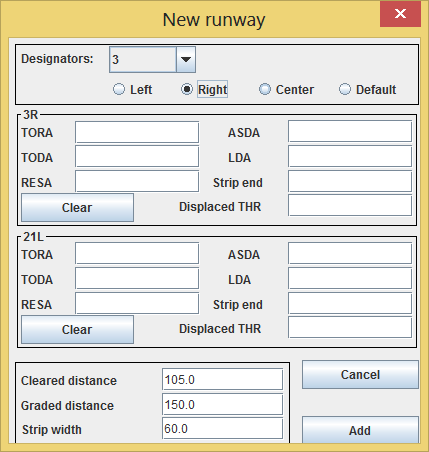 New runway
Designators: 3
Left Right Center Default
3R
TORA ASDA
TODA LDA
RESA Strip end
Clear Displaced THR
21L
TORA ASDA
TODA LDA
RESA Strip end
Clear Displaced THR
Cleared distance 105.0 Cancel
Graded distance 150.0
Strip width 60.0 Add